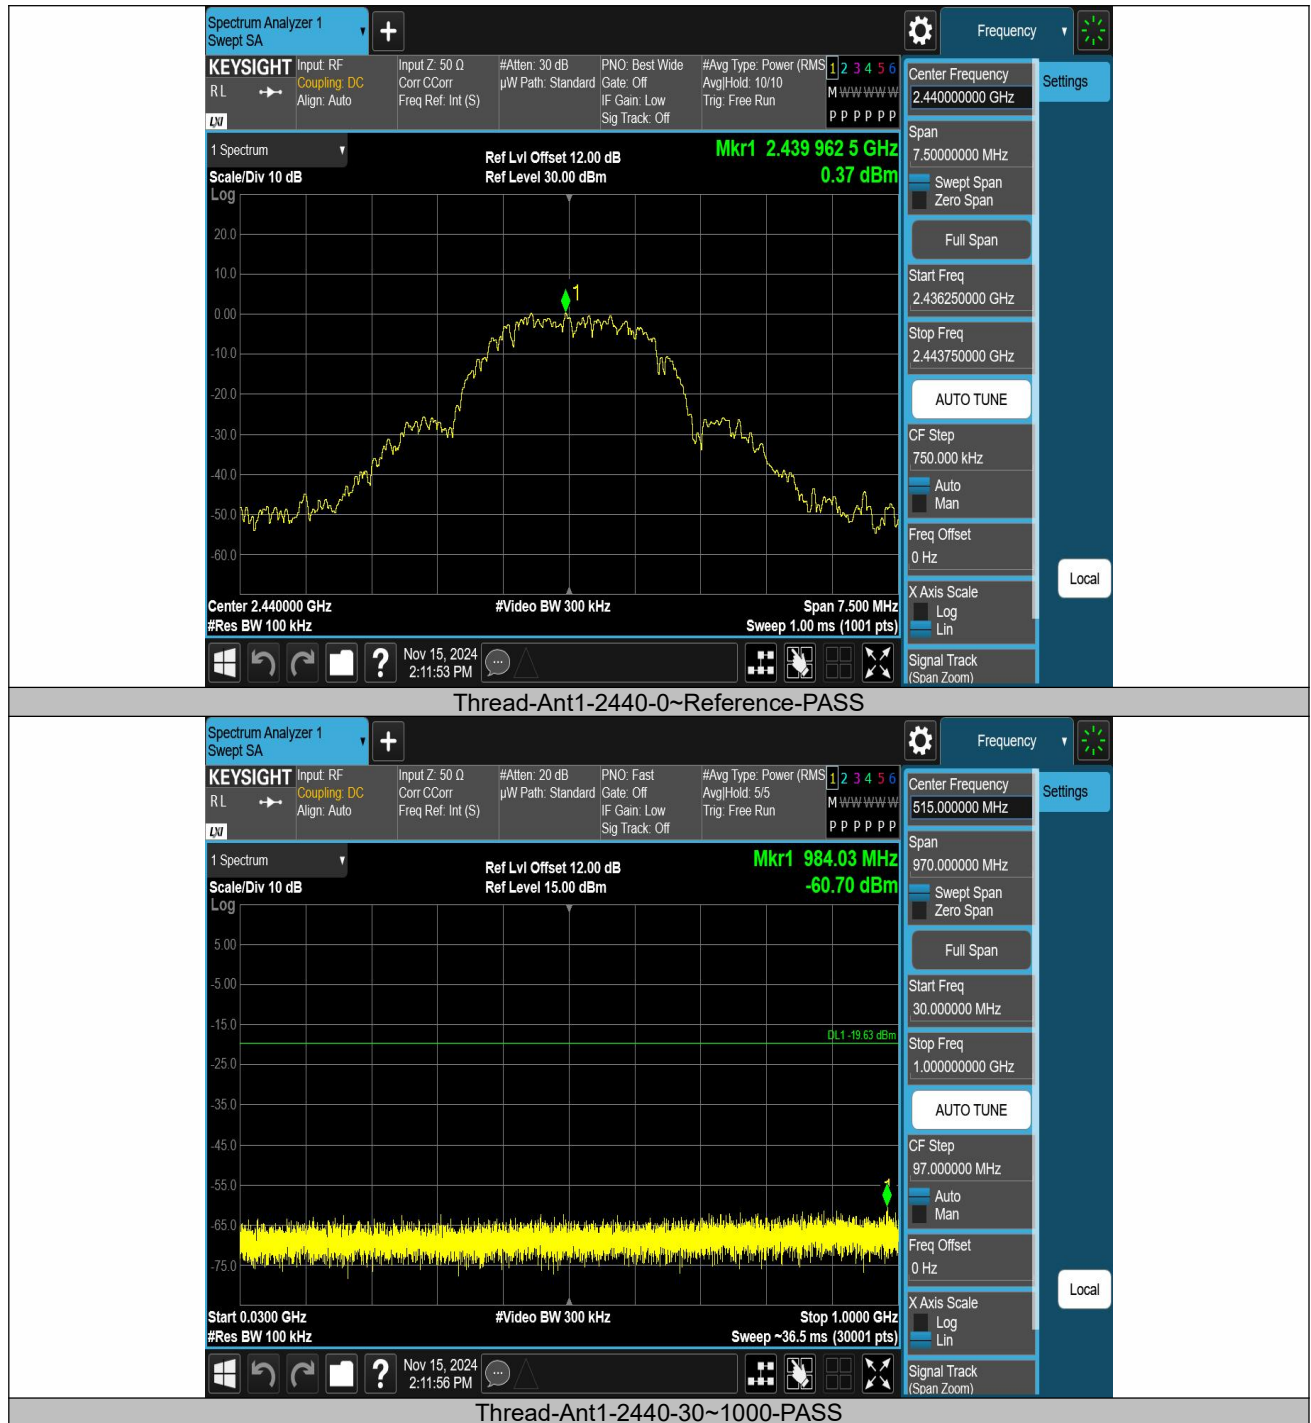 Spectrum Analyzer 1
Swept SA
Frequency
KEYSIGHT
RL
LXI
Input: RF
Coupling: DC
Align: Auto
Input Z: 50 Ω
Corr CCorr
Freq Ref: Int (S)
#Atten: 30 dB
µW Path: Standard
PNO: Best Wide
Gate: Off
IF Gain: Low
Sig Track: Off
#Avg Type: Power (RMS
Avg|Hold: 10/10
Trig: Free Run
1 2 3 4 5 6
M W W W W W
P P P P P P
1 Spectrum
Scale/Div 10 dB
Ref Lvl Offset 12.00 dB
Ref Level 30.00 dBm
Mkr1 2.439 962 5 GHz
0.37 dBm
Log
20.0
10.0
0.00
-10.0
-20.0
-30.0
-40.0
-50.0
-60.0
1
Center 2.440000 GHz
#Res BW 100 kHz
#Video BW 300 kHz
Span 7.500 MHz
Sweep 1.00 ms (1001 pts)
Nov 15, 2024
2:11:53 PM
Center Frequency
2.440000000 GHz
Settings
Span
7.50000000 MHz
Swept Span
Zero Span
Full Span
Start Freq
2.436250000 GHz
Stop Freq
2.443750000 GHz
AUTO TUNE
CF Step
750.000 kHz
Auto
Man
Freq Offset
0 Hz
X Axis Scale
Log
Lin
Local
Signal Track
(Span Zoom)
Thread-Ant1-2440-0~Reference-PASS
Spectrum Analyzer 1
Swept SA
Frequency
KEYSIGHT
RL
LXI
Input: RF
Coupling: DC
Align: Auto
Input Z: 50 Ω
Corr CCorr
Freq Ref: Int (S)
#Atten: 20 dB
µW Path: Standard
PNO: Fast
Gate: Off
IF Gain: Low
Sig Track: Off
#Avg Type: Power (RMS
Avg|Hold: 5/5
Trig: Free Run
1 2 3 4 5 6
M W W W W W
P P P P P P
1 Spectrum
Scale/Div 10 dB
Ref Lvl Offset 12.00 dB
Ref Level 15.00 dBm
Mkr1 984.03 MHz
-60.70 dBm
Log
5.00
-5.00
-15.0
-25.0
-35.0
-45.0
-55.0
-65.0
-75.0
DL1 -19.63 dBm
1
Start 0.0300 GHz
#Res BW 100 kHz
#Video BW 300 kHz
Stop 1.0000 GHz
Sweep ~36.5 ms (30001 pts)
Nov 15, 2024
2:11:56 PM
Center Frequency
515.000000 MHz
Settings
Span
970.000000 MHz
Swept Span
Zero Span
Full Span
Start Freq
30.000000 MHz
Stop Freq
1.000000000 GHz
AUTO TUNE
CF Step
97.000000 MHz
Auto
Man
Freq Offset
0 Hz
X Axis Scale
Log
Lin
Local
Signal Track
(Span Zoom)
Thread-Ant1-2440-30~1000-PASS